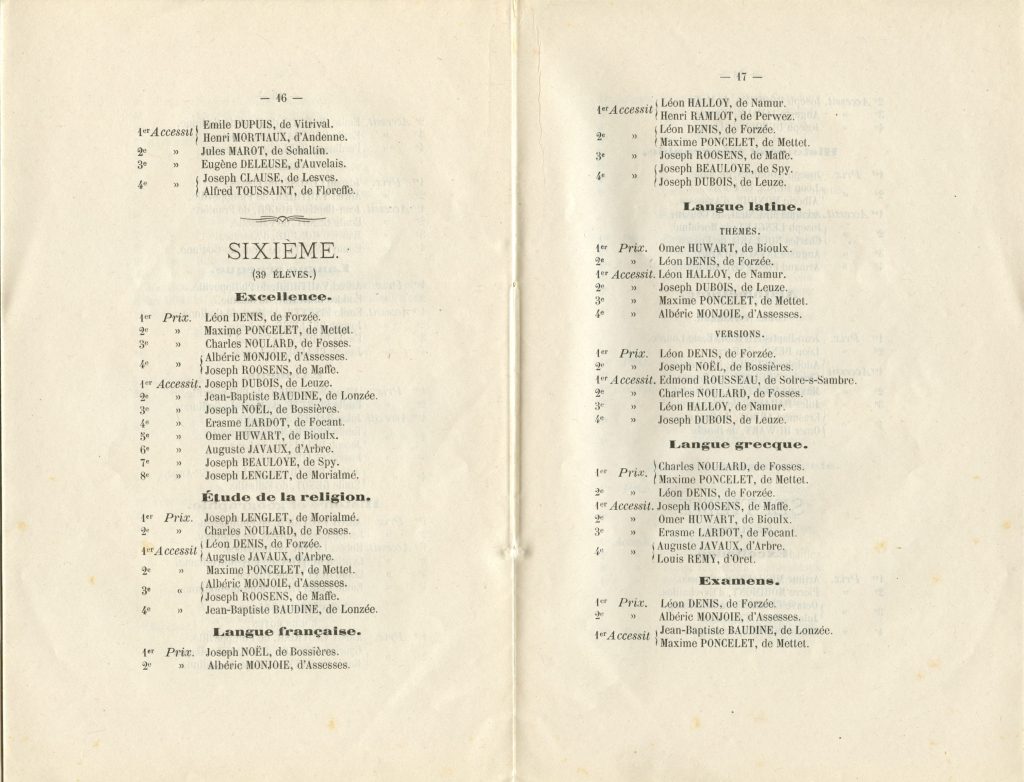 — 16 —
1er Accessit Emile DUPUIS, de Vitrival.
Henri MORTIAUX, d'Andenne.
2e » Jules MAROT, de Schaltin.
3e » Eugène DELEUSE, d'Auvelais.
4e » Joseph CLAUSE, de Lesves.
Alfred TOUSSAINT, de Floreffe.
SIXIÈME.
(39 ÉLÈVES.)
Excellence.
1er Prix. Léon DENIS, de Forzée.
2e » Maxime PONCELET, de Mettet.
3e » Charles NOULARD, de Fosses.
4e » Albéric MONJOIE, d'Assesses.
Joseph ROOSENS, de Maffe.
1er Accessit. Joseph DUBOIS, de Leuze.
2e » Jean-Baptiste BAUDINE, de Lonzée.
3e » Joseph NOËL, de Bossières.
4e » Erasme LARDOT, de Focant.
5e » Omer HUWART, de Bioulx.
6e » Auguste JAVAUX, d'Arbre.
7e » Joseph BEAULOYE, de Spy.
8e » Joseph LENGLET, de Morialmé.
Étude de la religion.
1er Prix. Joseph LENGLET, de Morialmé.
2e » Charles NOULARD, de Fosses.
1er Accessit Léon DENIS, de Forzée.
Auguste JAVAUX, d'Arbre.
2e » Maxime PONCELET, de Mettet.
3e « Albéric MONJOIE, d'Assesses.
Joseph ROOSENS, de Maffe.
4e » Jean-Baptiste BAUDINE, de Lonzée.
Langue française.
1er Prix. Joseph NOËL, de Bossières.
2e » Albéric MONJOIE, d'Assesses.
— 17 —
1er Accessit Léon HALLOY, de Namur.
Henri RAMLOT, de Perwez.
2e » Léon DENIS, de Forzée.
Maxime PONCELET, de Mettet.
3e » Joseph ROOSENS, de Maffe.
4e » Joseph BEAULOYE, de Spy.
Joseph DUBOIS, de Leuze.
Langue latine.
THÈMES.
1er Prix. Omer HUWART, de Bioulx.
2e » Léon DENIS, de Forzée.
1er Accessit. Léon HALLOY, de Namur.
2e » Joseph DUBOIS, de Leuze.
3e » Maxime PONCELET, de Mettet.
4e » Albéric MONJOIE, d'Assesses.
VERSIONS.
1er Prix. Léon DENIS, de Forzée.
2e » Joseph NOËL, de Bossières.
1er Accessit. Edmond ROUSSEAU, de Solre-s-Sambre.
2e » Charles NOULARD, de Fosses.
3e » Léon HALLOY, de Namur.
4e » Joseph DUBOIS, de Leuze.
Langue grecque.
1er Prix. Charles NOULARD, de Fosses.
Maxime PONCELET, de Mettet.
2e » Léon DENIS, de Forzée.
1er Accessit. Joseph ROOSENS, de Maffe.
2e » Omer HUWART, de Bioulx.
3e » Erasme LARDOT, de Focant.
4e » Auguste JAVAUX, d'Arbre.
Louis REMY, d'Oret.
Examens.
1er Prix. Léon DENIS, de Forzée.
2e » Albéric MONJOIE, d'Assesses.
1er Accessit Jean-Baptiste BAUDINE, de Lonzée.
Maxime PONCELET, de Mettet.